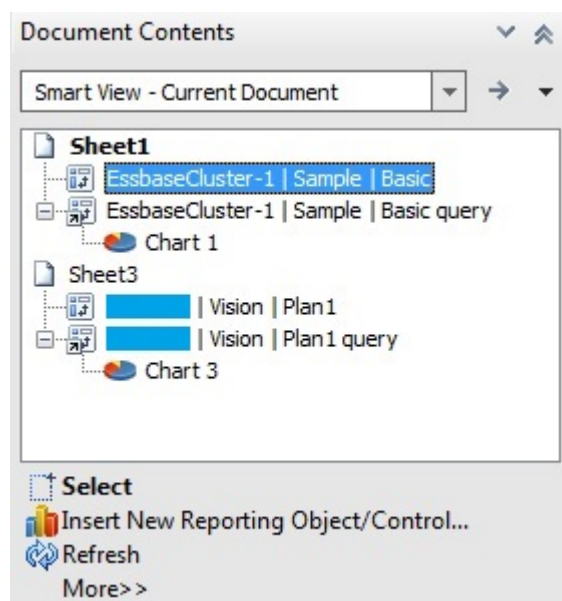 Document Contents
Smart View - Current Document
Sheet1
EssbaseCluster-1 | Sample | Basic
EssbaseCluster-1 | Sample | Basic query
Chart 1
Sheet3
| Vision | Plan1
| Vision | Plan1 query
Chart 3
Select
Insert New Reporting Object/Control...
Refresh
More>>